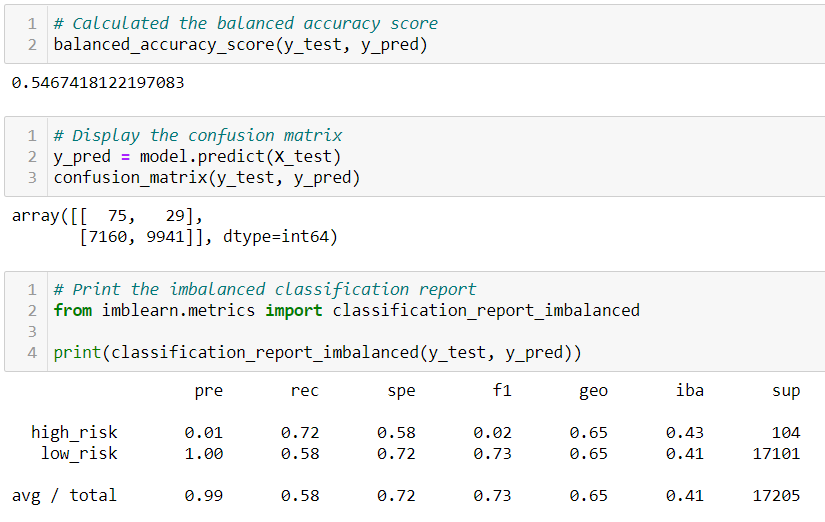 1 # Calculated the balanced accuracy score
2 balanced_accuracy_score(y_test, y_pred)
0.5467418122197083
1 # Display the confusion matrix
2 y_pred = model.predict(X_test)
3 confusion_matrix(y_test, y_pred)
array([[  75,   29],
       [7160, 9941]], dtype=int64)
1 # Print the imbalanced classification report
2 from imblearn.metrics import classification_report_imbalanced
3
4 print(classification_report_imbalanced(y_test, y_pred))
pre rec spe f1 geo iba sup
high_risk 0.01 0.72 0.58 0.02 0.65 0.43 104
low_risk 1.00 0.58 0.72 0.73 0.65 0.41 17101
avg / total 0.99 0.58 0.72 0.73 0.65 0.41 17205